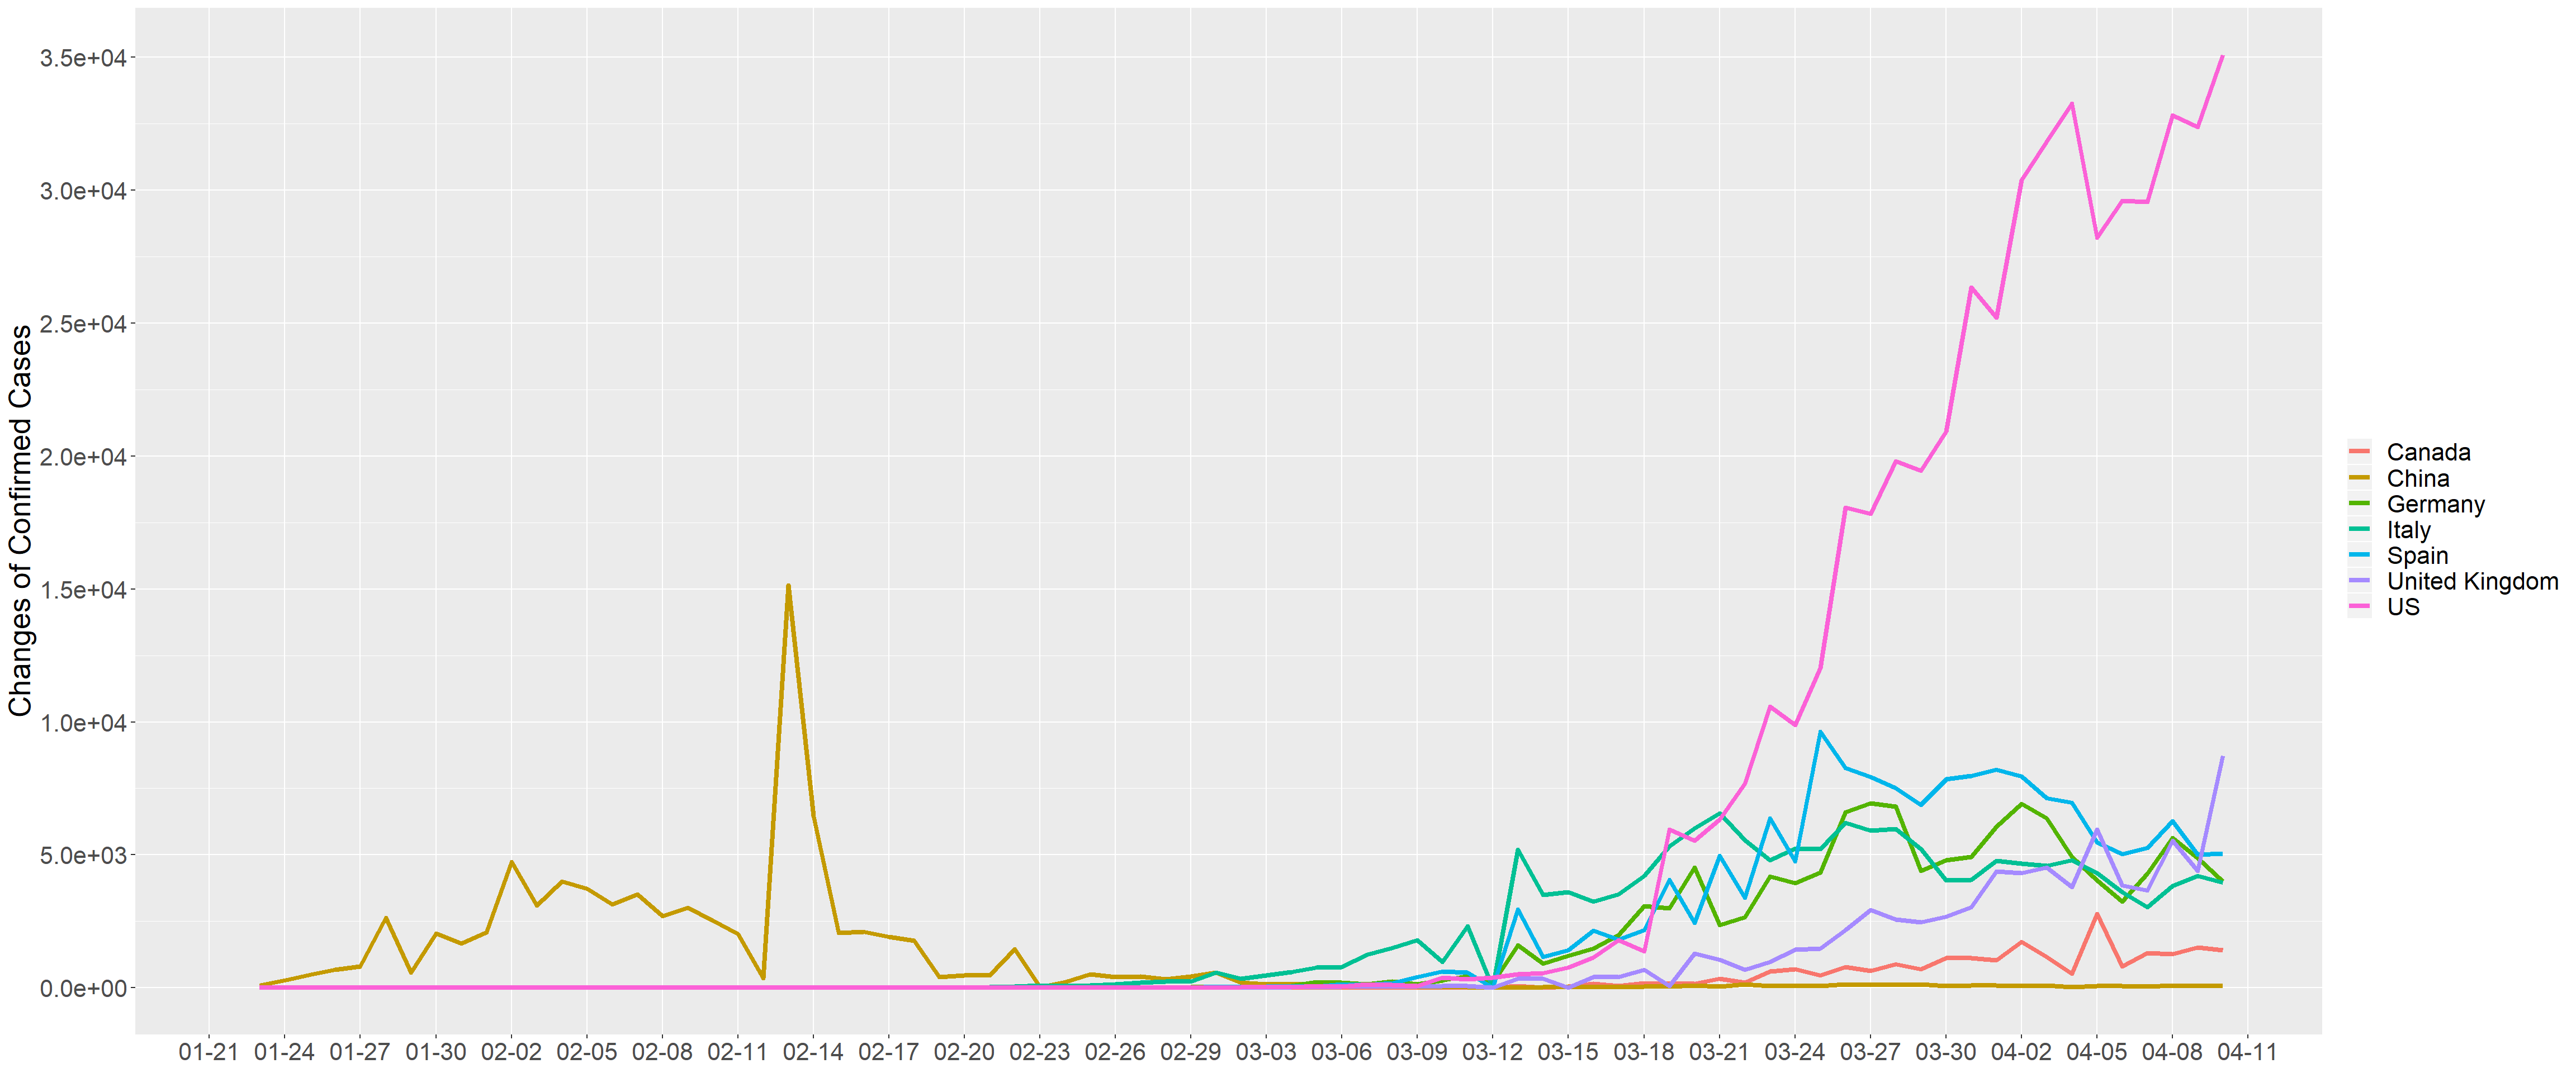 Changes of Confirmed Cases
3.5e+04
3.0e+04
2.5e+04
2.0e+04
1.5e+04
1.0e+04
5.0e+03
0.0e+00
01-21 01-24 01-27 01-30 02-02 02-05 02-08 02-11 02-14 02-17 02-20 02-23 02-26 02-29 03-03 03-06 03-09 03-12 03-15 03-18 03-21 03-24 03-27 03-30 04-02 04-05 04-08 04-11
Canada
China
Germany
Italy
Spain
United Kingdom
US